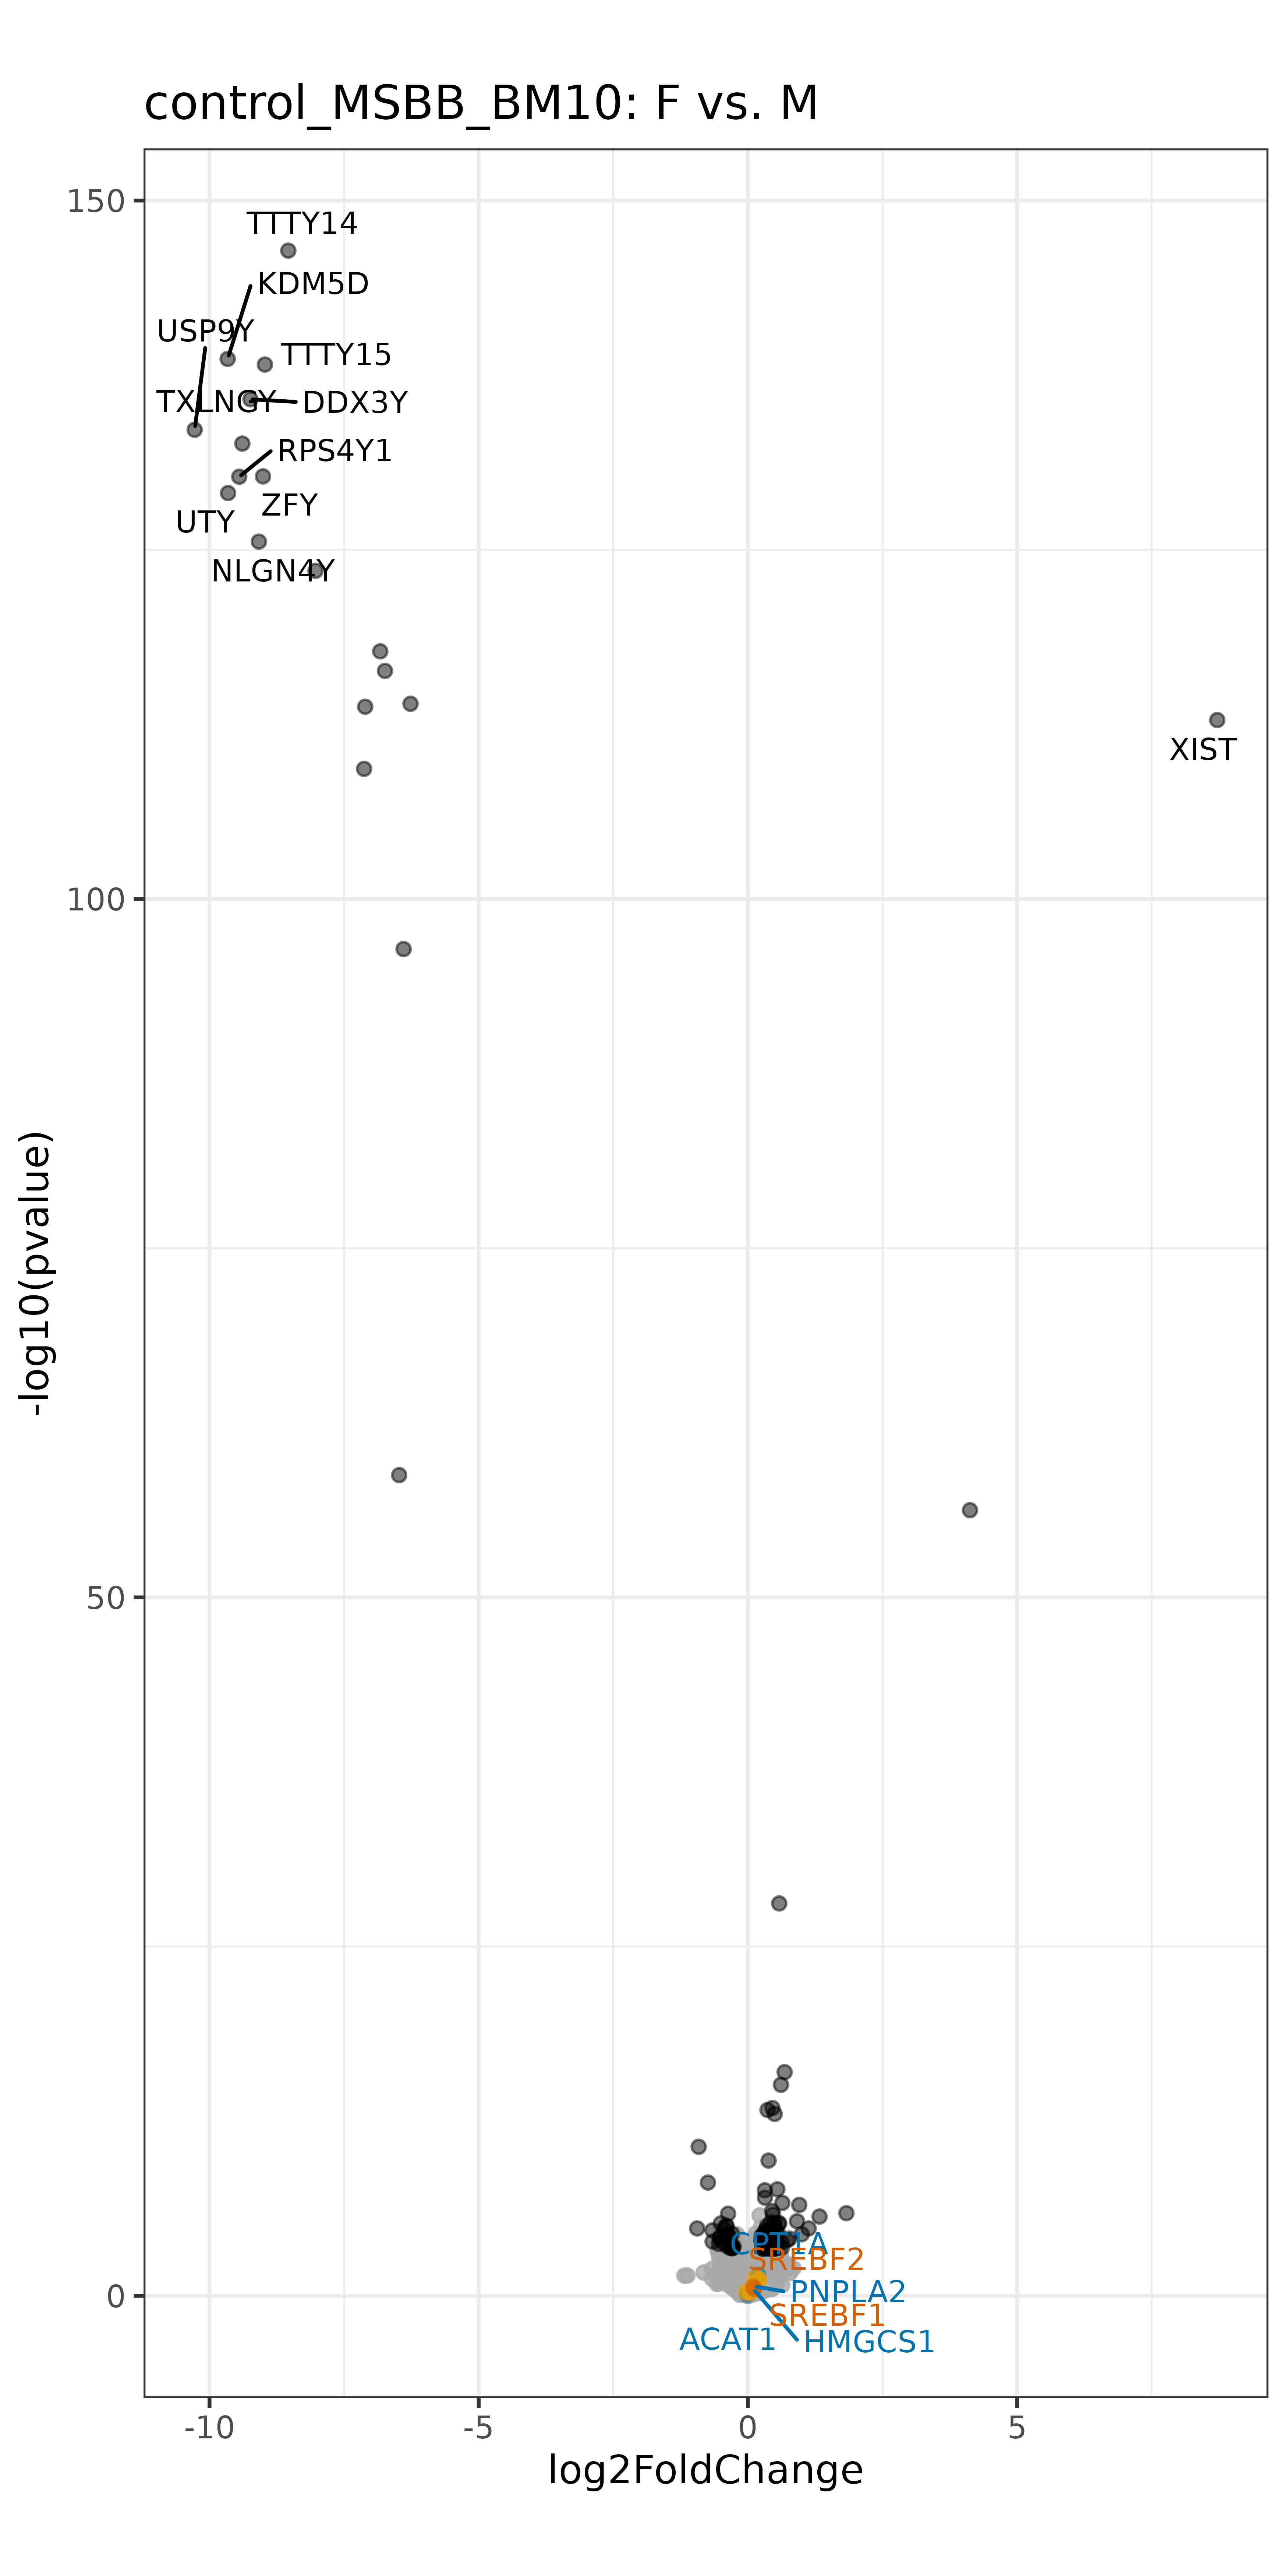 control_MSBB_BM10: F vs. M
150
TTTY14
KDM5D
USP9Y
TTTY15
TXLNGY
DDX3Y
RPS4Y1
ZFY
UTY
NLGN4Y
XIST
100
-log10(pvalue)
50
CPT1A
SREBF2
0
PNPLA2
SREBF1
ACAT1
HMGCS1
-10
-5
0
5
log2FoldChange